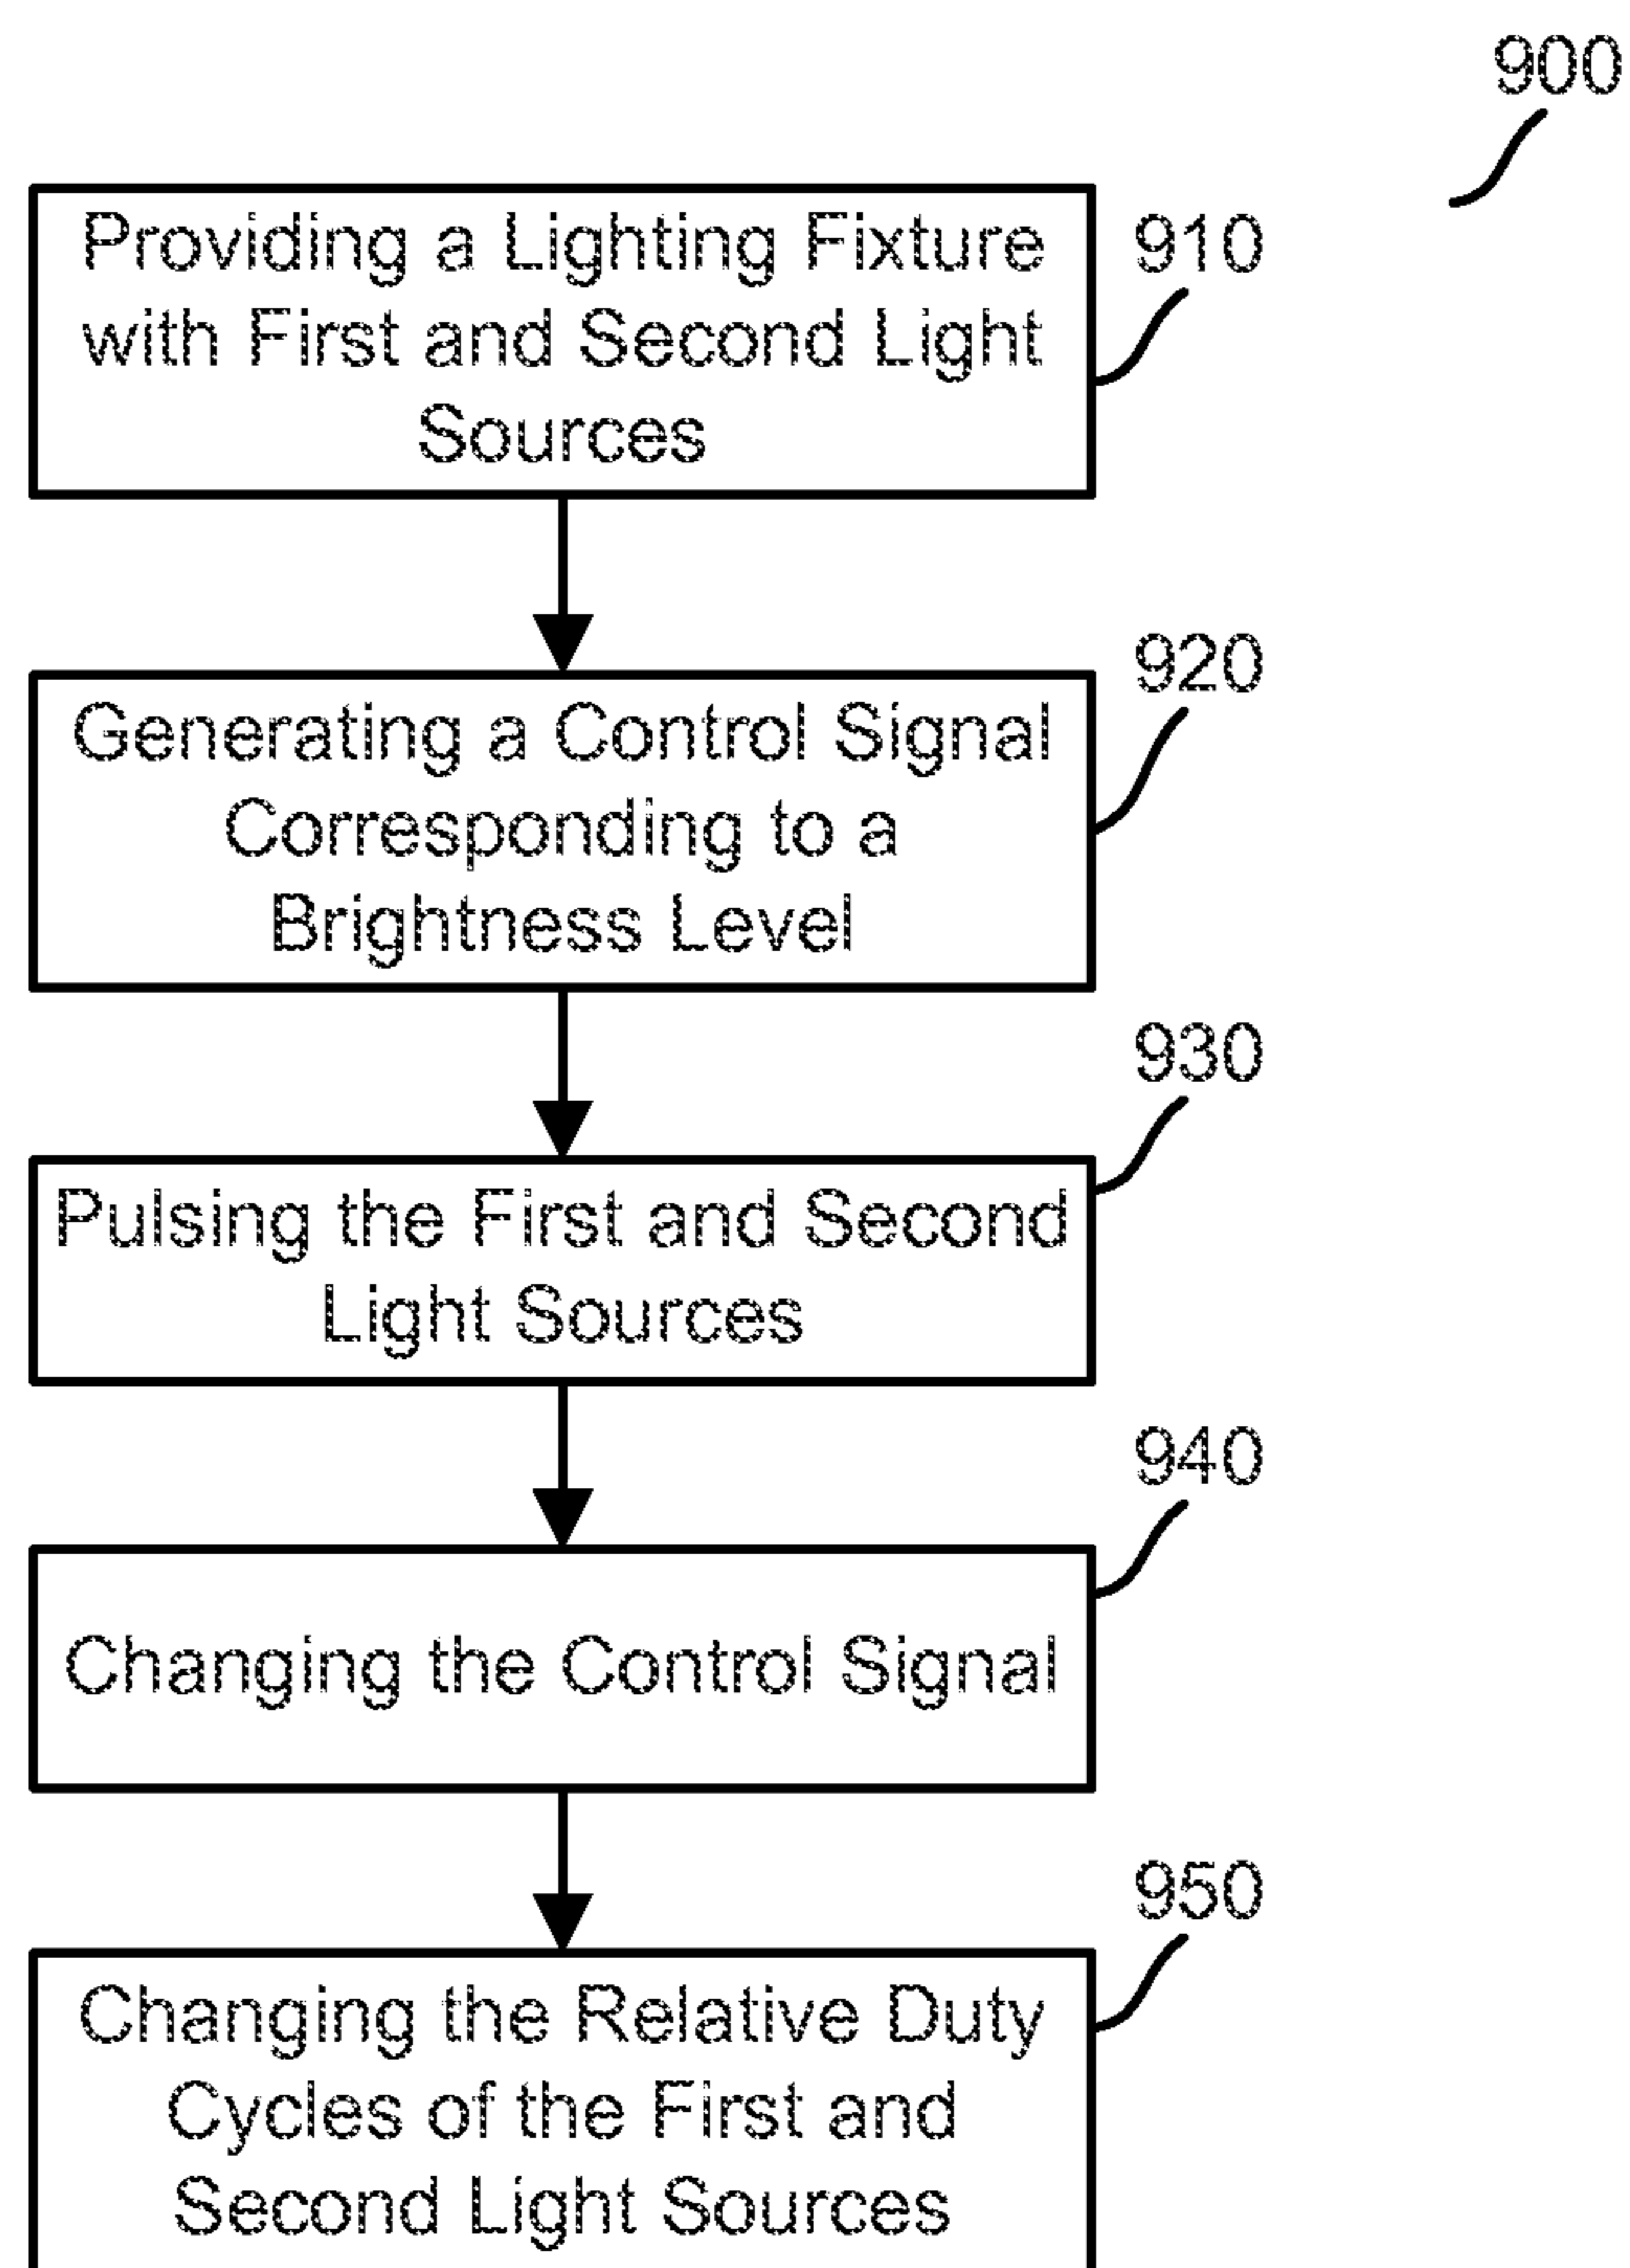 900
Providing a Lighting Fixture
with First and Second Light
Sources
910
Generating a Control Signal
Corresponding to a
Brightness Level
920
Pulsing the First and Second
Light Sources
930
Changing the Control Signal
940
Changing the Relative Duty
Cycles of the First and
Second Light Sources
950